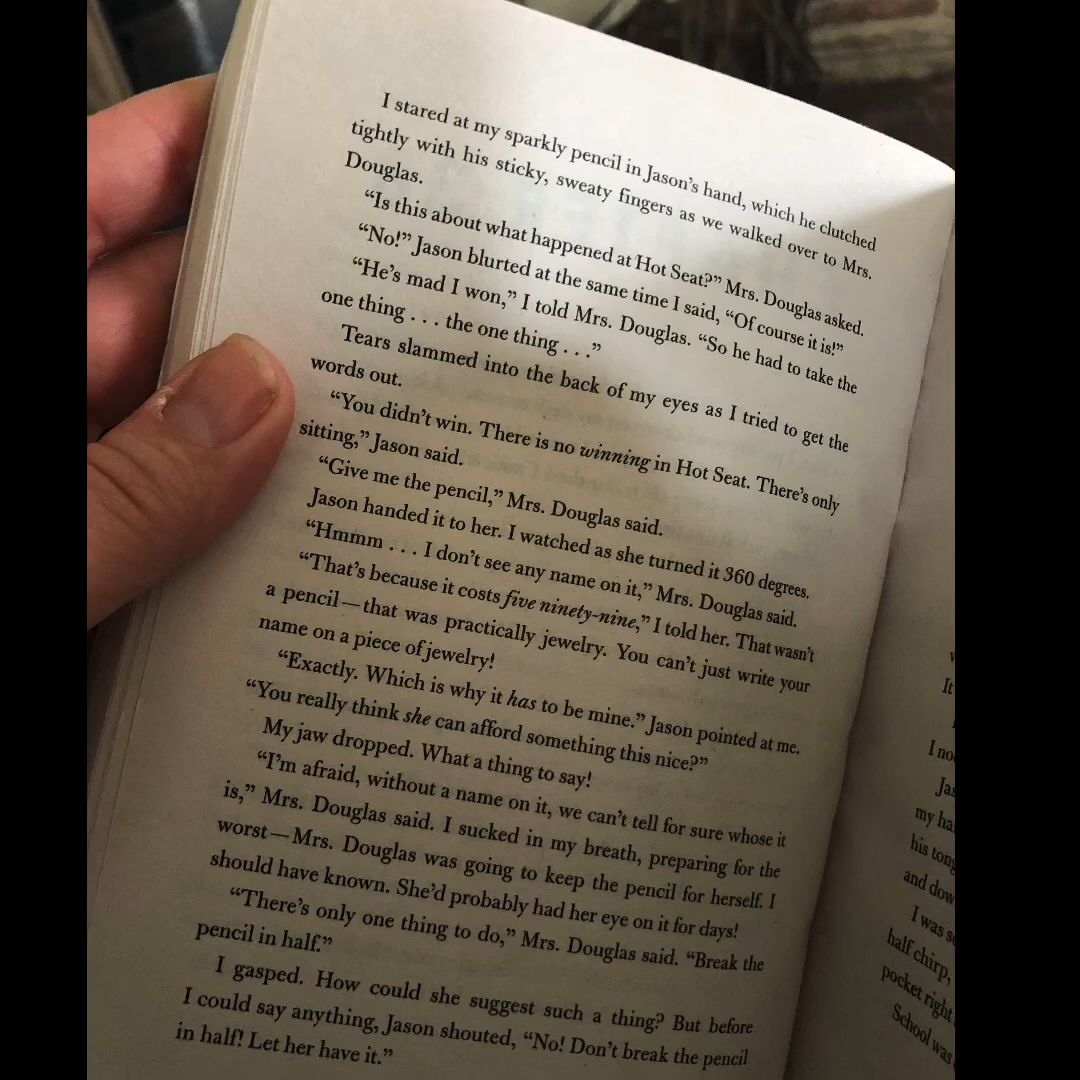 I stared at my sparkly pencil in Jason's hand, which he clutched
tightly with his sticky, sweaty fingers as we walked over to Mrs.
Douglas.
“Is this about what happened at Hot Seat?” Mrs. Douglas asked.
“No!” Jason blurted at the same time I said, “Of course it is!”
“He's mad I won,” I told Mrs. Douglas. “So he had to take the
one thing . . . the one thing . . .”
Tears slammed into the back of my eyes as I tried to get the
words out.
“You didn't win. There is no winning in Hot Seat. There's only
sitting,” Jason said.
“Give me the pencil,” Mrs. Douglas said.
Jason handed it to her. I watched as she turned it 360 degrees.
“Hmmm . . . I don't see any name on it,” Mrs. Douglas said.
“That's because it costs five ninety-nine,” I told her. That wasn't
a pencil—that was practically jewelry. You can't just write your
name on a piece of jewelry!
“Exactly. Which is why it has to be mine.” Jason pointed at me.
“You really think she can afford something this nice?”
My jaw dropped. What a thing to say!
“I'm afraid, without a name on it, we can't tell for sure whose it
is,” Mrs. Douglas said. I sucked in my breath, preparing for the
worst—Mrs. Douglas was going to keep the pencil for herself. I
should have known. She'd probably had her eye on it for days!
“There's only one thing to do,” Mrs. Douglas said. “Break the
pencil in half.”
I gasped. How could she suggest such a thing? But before
I could say anything, Jason shouted, “No! Don't break the pencil
in half! Let her have it.”
It
I
my
his
and
I was
half chirp,
pocket right
School was